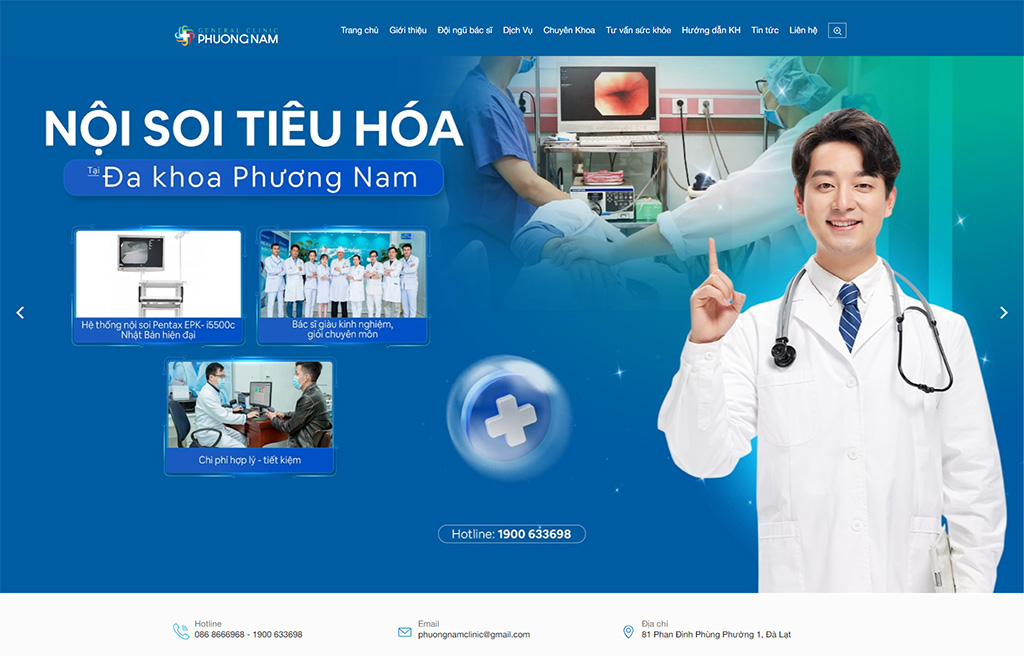 GENERAL CLINIC
PHUONG NAM
Trang chủ Giới thiệu Đội ngũ bác sĩ Dịch Vụ Chuyên Khoa Tư vấn sức khỏe Hướng dẫn KH Tin tức Liên hệ
NỘI SOI TIÊU HÓA
Tại Đa khoa Phương Nam
Hệ thống nội soi Pentax EPK- i5500c
Nhật Bản hiện đại
Bác sĩ giàu kinh nghiệm,
giỏi chuyên môn
Chi phí hợp lý - tiết kiệm
Hotline: 1900 633698
Hotline
086 8666968 - 1900 633698
Email
phuongnamclinic@gmail.com
Địa chỉ
81 Phan Đình Phùng Phường 1, Đà Lạt